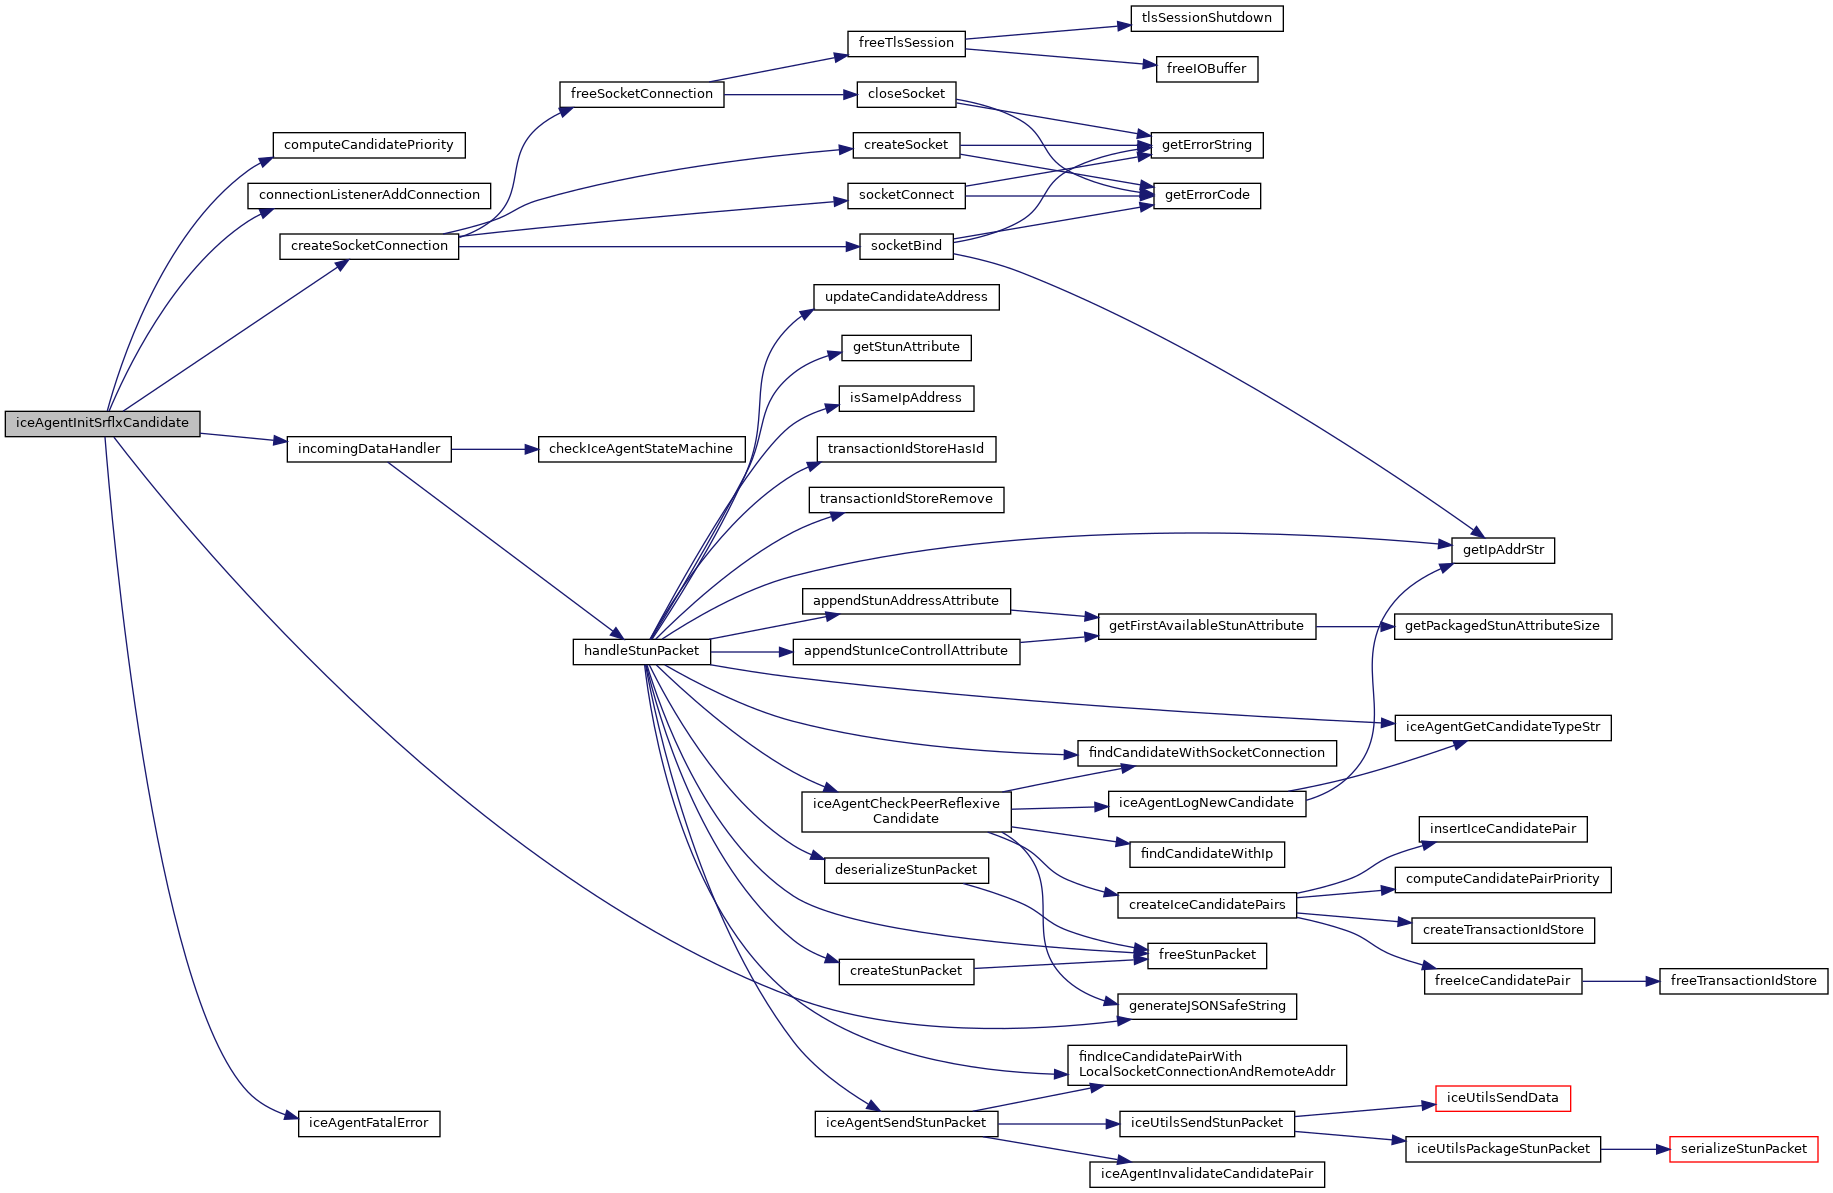 tlsSessionShutdown
freeTlsSession
freeIOBuffer
freeSocketConnection
closeSocket
computeCandidatePriority
createSocket
getErrorString
connectionListenerAddConnection
socketConnect
getErrorCode
createSocketConnection
socketBind
updateCandidateAddress
getStunAttribute
isSameIpAddress
iceAgentInitSrflxCandidate
incomingDataHandler
checkIceAgentStateMachine
transactionIdStoreHasId
transactionIdStoreRemove
getIpAddrStr
appendStunAddressAttribute
getFirstAvailableStunAttribute
getPackagedStunAttributeSize
handleStunPacket
appendStunIceControllAttribute
iceAgentGetCandidateTypeStr
findCandidateWithSocketConnection
iceAgentCheckPeerReflexive
Candidate
iceAgentLogNewCandidate
insertIceCandidatePair
findCandidateWithIp
deserializeStunPacket
computeCandidatePairPriority
createIceCandidatePairs
createTransactionIdStore
freeStunPacket
createStunPacket
freeIceCandidatePair
freeTransactionIdStore
generateJSONSafeString
findIceCandidatePairWith
LocalSocketConnectionAndRemoteAddr
iceUtilsSendData
iceAgentFatalError
iceAgentSendStunPacket
iceUtilsSendStunPacket
iceUtilsPackageStunPacket
serializeStunPacket
iceAgentInvalidateCandidatePair